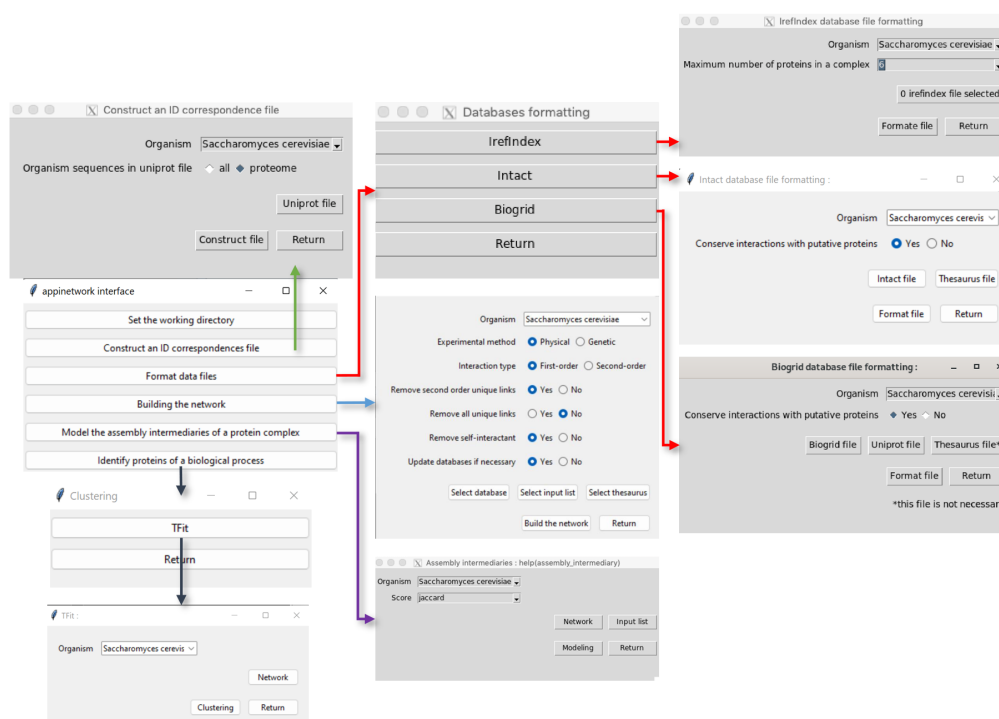 Construct an ID correspondence file
Organism Saccharomyces cerevisiae
Organism sequences in uniprot file all proteome
Uniprot file
Construct file Return
appinetwork interface
Set the working directory
Construct an ID correspondences file
Format data files
Building the network
Model the assembly intermediaries of a protein complex
Identify proteins of a biological process
Clustering
TFit
Return
TFit :
Organism Saccharomyces cerevis
Network
Clustering Return
Databases formatting
IrefIndex
Intact
Biogrid
Return
Organism Saccharomyces cerevisiae
Experimental method Physical Genetic
Interaction type First-order Second-order
Remove second order unique links Yes No
Remove all unique links Yes No
Remove self-interactant Yes No
Update databases if necessary Yes No
Select database Select input list Select thesaurus
Build the network Return
Assembly intermediaries : help(assembly_intermediary)
Organism Saccharomyces cerevisiae
Score jaccard
Network Input list
Modeling Return
IrefIndex database file formatting
Organism Saccharomyces cerevisiae
Maximum number of proteins in a complex
0 irefindex file selected
Formate file Return
Intact database file formatting :
Organism Saccharomyces cerevis
Conserve interactions with putative proteins Yes No
Intact file Thesaurus file
Format file Return
Biogrid database file formatting :
Organism Saccharomyces cerevisi
Conserve interactions with putative proteins Yes No
Biogrid file Uniprot file Thesaurus file*
Format file Return
*this file is not necessar